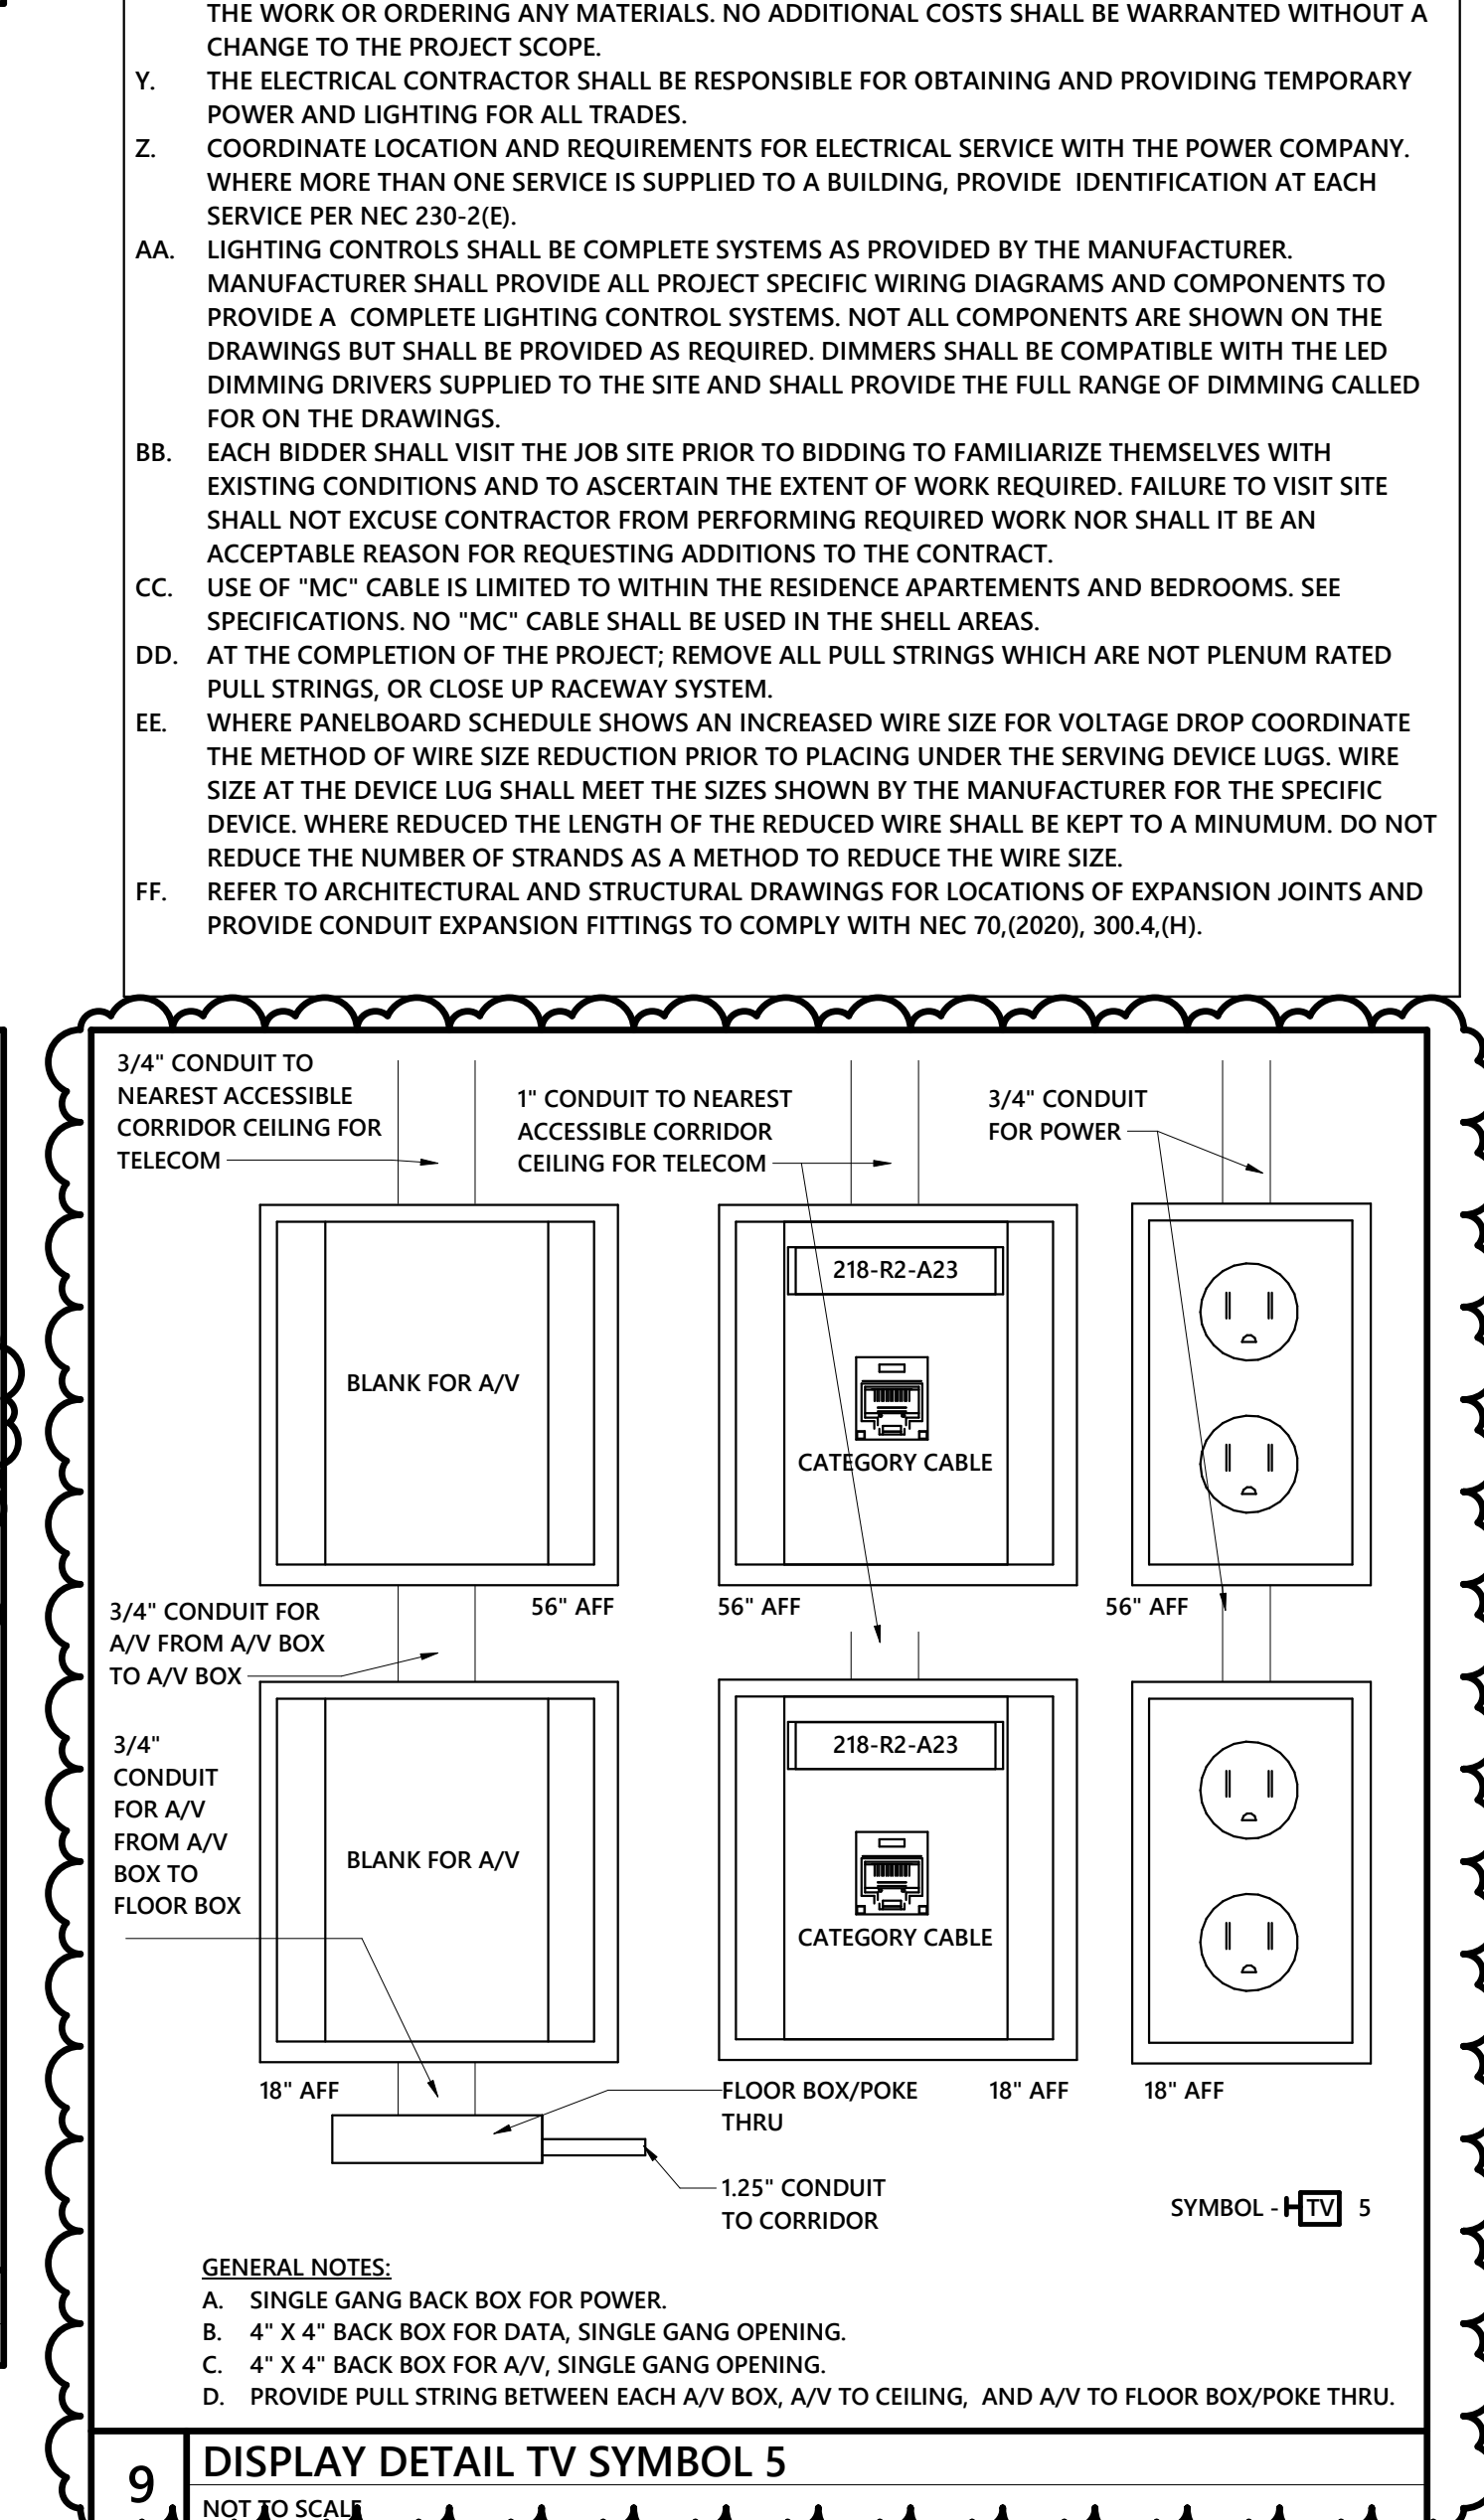 THE WORK OR ORDERING ANY MATERIALS. NO ADDITIONAL COSTS SHALL BE WARRANTED WITHOUT A
CHANGE TO THE PROJECT SCOPE.
Y. THE ELECTRICAL CONTRACTOR SHALL BE RESPONSIBLE FOR OBTAINING AND PROVIDING TEMPORARY
POWER AND LIGHTING FOR ALL TRADES.
Z. COORDINATE LOCATION AND REQUIREMENTS FOR ELECTRICAL SERVICE WITH THE POWER COMPANY.
WHERE MORE THAN ONE SERVICE IS SUPPLIED TO A BUILDING, PROVIDE IDENTIFICATION AT EACH
SERVICE PER NEC 230-2(E).
AA. LIGHTING CONTROLS SHALL BE COMPLETE SYSTEMS AS PROVIDED BY THE MANUFACTURER.
MANUFACTURER SHALL PROVIDE ALL PROJECT SPECIFIC WIRING DIAGRAMS AND COMPONENTS TO
PROVIDE A COMPLETE LIGHTING CONTROL SYSTEMS. NOT ALL COMPONENTS ARE SHOWN ON THE
DRAWINGS BUT SHALL BE PROVIDED AS REQUIRED. DIMMERS SHALL BE COMPATIBLE WITH THE LED
DIMMING DRIVERS SUPPLIED TO THE SITE AND SHALL PROVIDE THE FULL RANGE OF DIMMING CALLED
FOR ON THE DRAWINGS.
BB. EACH BIDDER SHALL VISIT THE JOB SITE PRIOR TO BIDDING TO FAMILIARIZE THEMSELVES WITH
EXISTING CONDITIONS AND TO ASCERTAIN THE EXTENT OF WORK REQUIRED. FAILURE TO VISIT SITE
SHALL NOT EXCUSE CONTRACTOR FROM PERFORMING REQUIRED WORK NOR SHALL IT BE AN
ACCEPTABLE REASON FOR REQUESTING ADDITIONS TO THE CONTRACT.
CC. USE OF "MC" CABLE IS LIMITED TO WITHIN THE RESIDENCE APARTEMENTS AND BEDROOMS. SEE
SPECIFICATIONS. NO "MC" CABLE SHALL BE USED IN THE SHELL AREAS.
DD. AT THE COMPLETION OF THE PROJECT; REMOVE ALL PULL STRINGS WHICH ARE NOT PLENUM RATED
PULL STRINGS, OR CLOSE UP RACEWAY SYSTEM.
EE. WHERE PANELBOARD SCHEDULE SHOWS AN INCREASED WIRE SIZE FOR VOLTAGE DROP COORDINATE
THE METHOD OF WIRE SIZE REDUCTION PRIOR TO PLACING UNDER THE SERVING DEVICE LUGS. WIRE
SIZE AT THE DEVICE LUG SHALL MEET THE SIZES SHOWN BY THE MANUFACTURER FOR THE SPECIFIC
DEVICE. WHERE REDUCED THE LENGTH OF THE REDUCED WIRE SHALL BE KEPT TO A MINUMUM. DO NOT
REDUCE THE NUMBER OF STRANDS AS A METHOD TO REDUCE THE WIRE SIZE.
FF. REFER TO ARCHITECTURAL AND STRUCTURAL DRAWINGS FOR LOCATIONS OF EXPANSION JOINTS AND
PROVIDE CONDUIT EXPANSION FITTINGS TO COMPLY WITH NEC 70,(2020), 300.4,(H).
3/4" CONDUIT TO
NEAREST ACCESSIBLE
CORRIDOR CEILING FOR
TELECOM
1" CONDUIT TO NEAREST
ACCESSIBLE CORRIDOR
CEILING FOR TELECOM
3/4" CONDUIT
FOR POWER
BLANK FOR A/V
218-R2-A23
CATEGORY CABLE
56" AFF
56" AFF
56" AFF
3/4" CONDUIT FOR
A/V FROM A/V BOX
TO A/V BOX
3/4"
CONDUIT
FOR A/V
FROM A/V
BOX TO
FLOOR BOX
BLANK FOR A/V
218-R2-A23
CATEGORY CABLE
18" AFF
FLOOR BOX/POKE
THRU
18" AFF
18" AFF
1.25" CONDUIT
TO CORRIDOR
SYMBOL - TV 5
GENERAL NOTES:
A. SINGLE GANG BACK BOX FOR POWER.
B. 4" X 4" BACK BOX FOR DATA, SINGLE GANG OPENING.
C. 4" X 4" BACK BOX FOR A/V, SINGLE GANG OPENING.
D. PROVIDE PULL STRING BETWEEN EACH A/V BOX, A/V TO CEILING, AND A/V TO FLOOR BOX/POKE THRU.
9
DISPLAY DETAIL TV SYMBOL 5
NOT TO SCALE